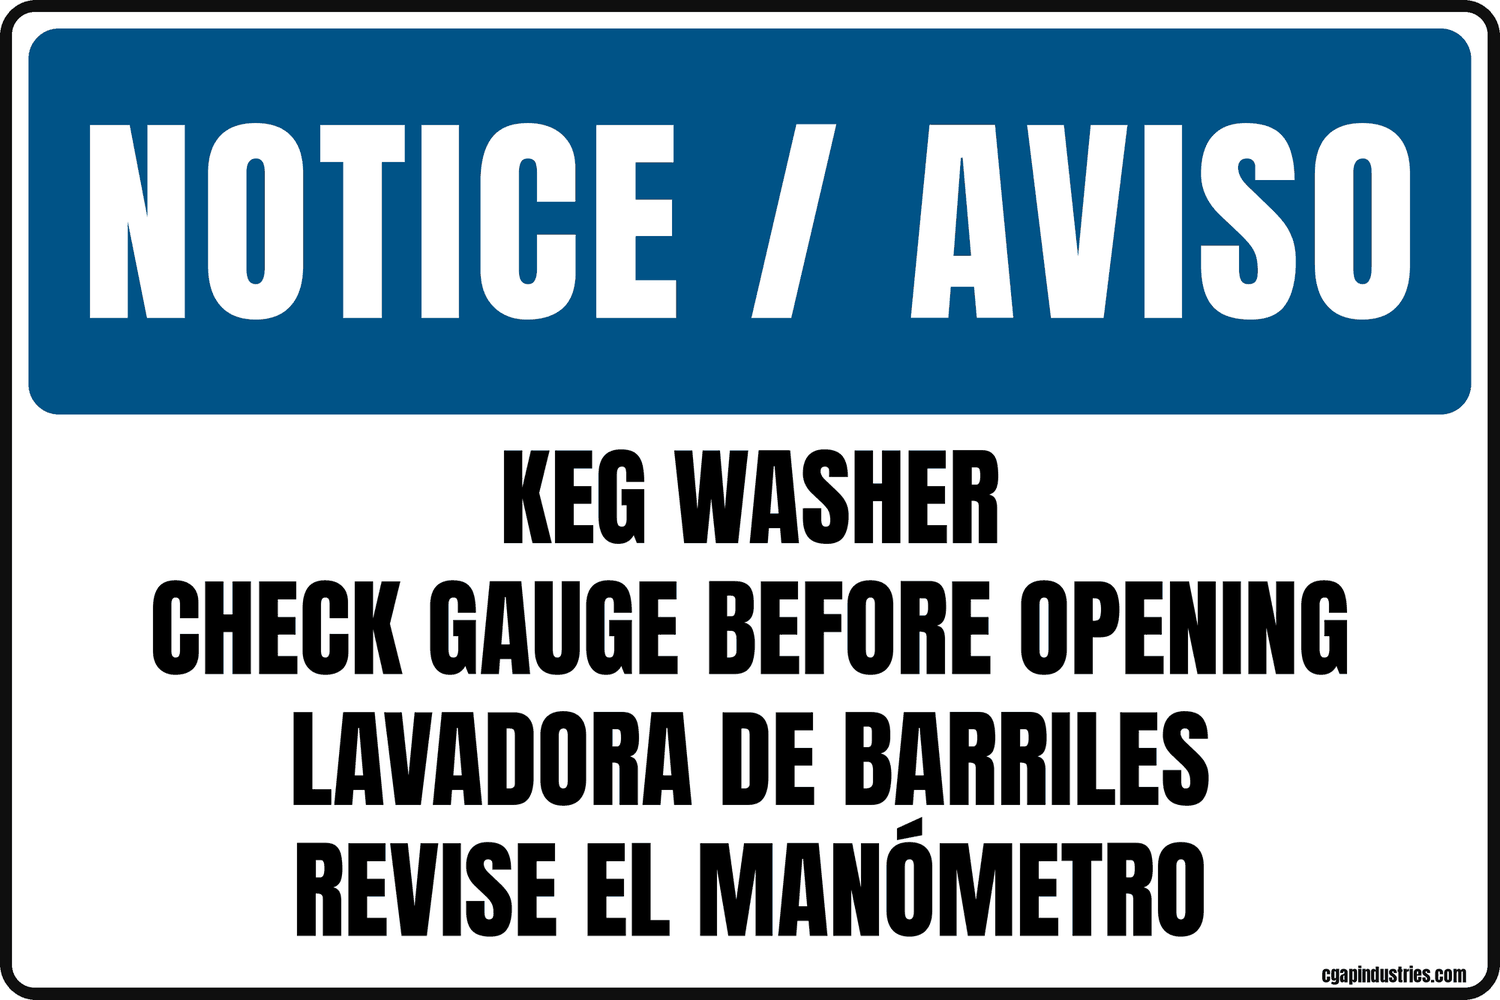 NOTICE / AVISO
KEG WASHER
CHECK GAUGE BEFORE OPENING
LAVADORA DE BARRILES
REVISE EL MANÓMETRO
cgapindustries.com